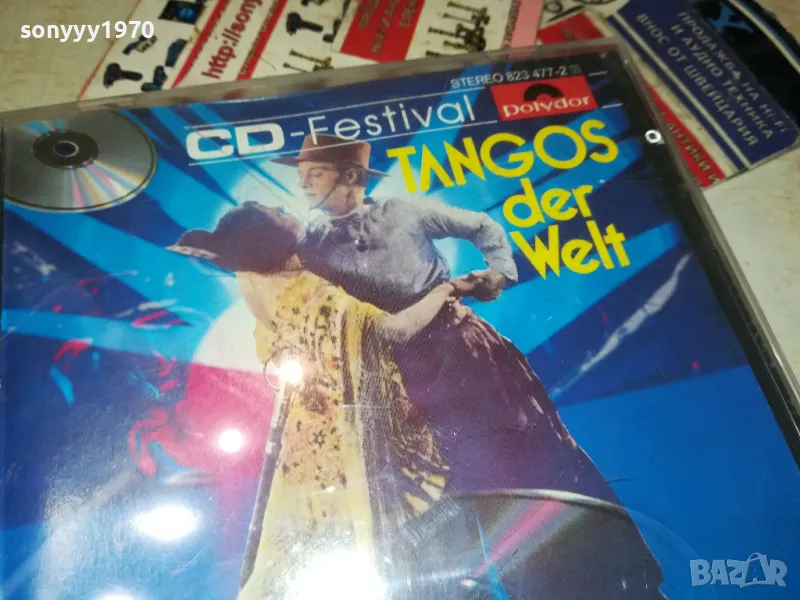 sonyyy1970
http://sony
STEREO 823 477-2
CD-Festival
Polydor
TANGOS
der
Welt
ПРОДАЖБА НА HI-FI
И АУДИО ТЕХНИКА
ВНОС ОТ ШВЕЙЦАРИЯ
АНТИКИ И
BAZAR